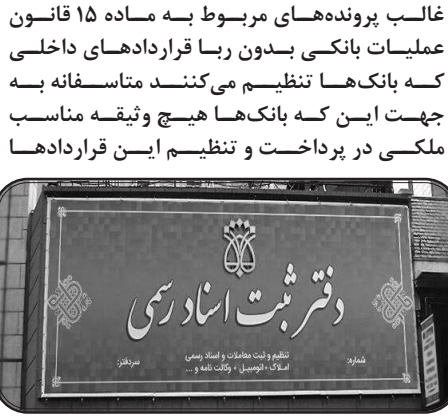 غالب پرونده‌های مربوط به ماده ۱۵ قانون
عملیات بانکی بدون ربا قراردادهای داخلی
که بانک‌ها تنظیم می‌کنند متاسفانه به
جهت این که بانک‌ها هیچ وثیقه مناسب
ملکی در پرداخت و تنظیم این قراردادها
دفتر ثبت اسناد رسمی
تنظیم و ثبت معاملات و اسناد رسمی
شماره: املاک * اتومبیل * وکالت نامه و ... سردفتر: